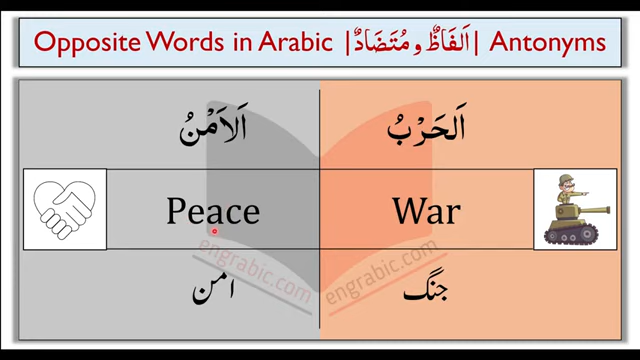 Opposite Words in Arabic |اَلفَاظٌ و مُتَضَادٌ| Antonyms
اَلاَمْنُ اَلحَرْبُ
Peace War
engrabic.com engrabic.com
امن جنگ